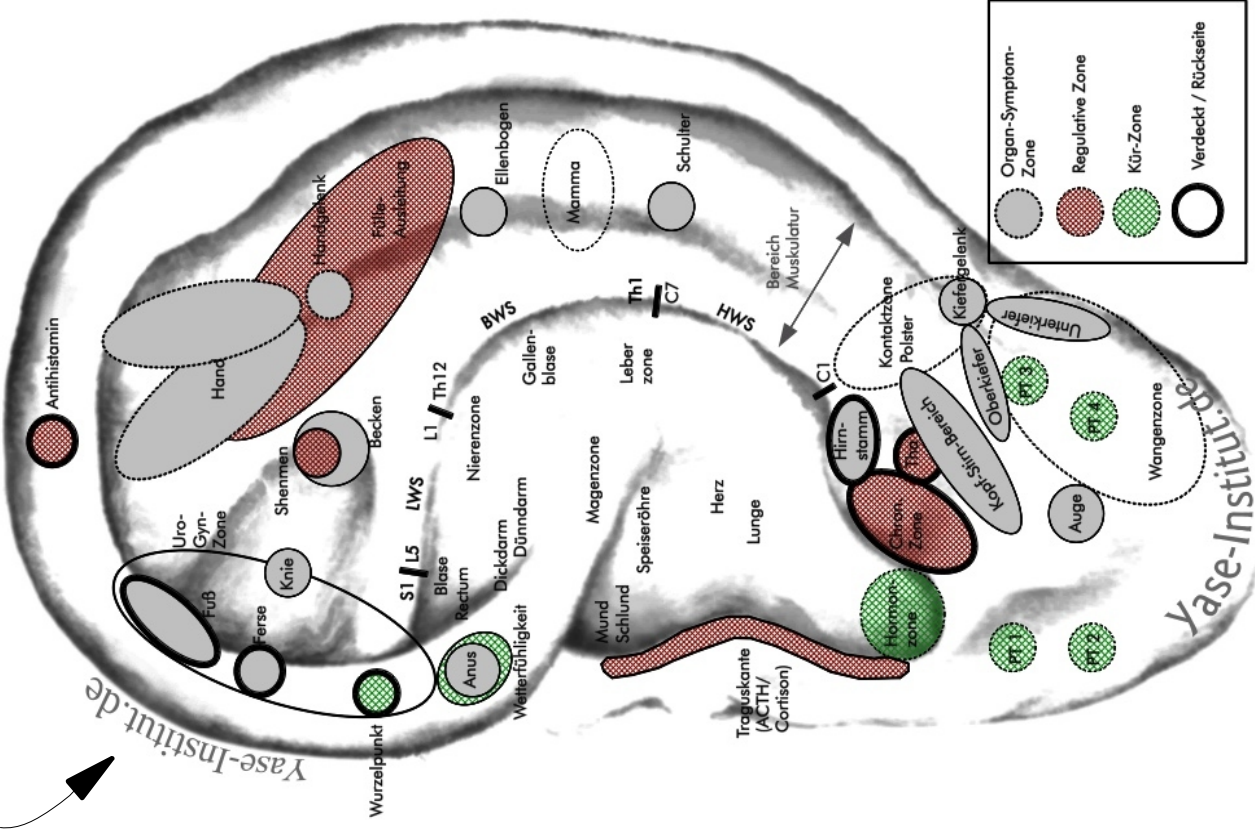 Antihistamin
Hand
Handgelenk
Fülle-
Ausleitung
Ellenbogen
Mamma
Schulter
Bereich
Muskulatur
Shenmen
Becken
Uro-
Gyn-
Zone
Knie
Fuß
Ferse
Wurzelpunkt
Anus
Wetterfühligkeit
S1
L5
LWS
L1
Th12
BWS
Th1
C7
HWS
C1
Blase
Rectum
Dickdarm
Dünndarm
Nierenzone
Gallen-
blase
Leber
zone
Magenzone
Speiseröhre
Mund
Schlund
Herz
Lunge
Traguskante
(ACTH/
Cortison)
Hirn-
stamm
Chron.
Zone
Hormon-
zone
Kopf-Stirn-Bereich
Kontaktzone
Polster
Kiefergelenk
Oberkiefer
Unterkiefer
PT 3
PT 4
Wangenzone
Auge
PT 1
PT 2
Yase-Institut.de
Yase-Institut.de
Organ-Symptom-
Zone
Regulative Zone
Kür-Zone
Verdeckt / Rückseite